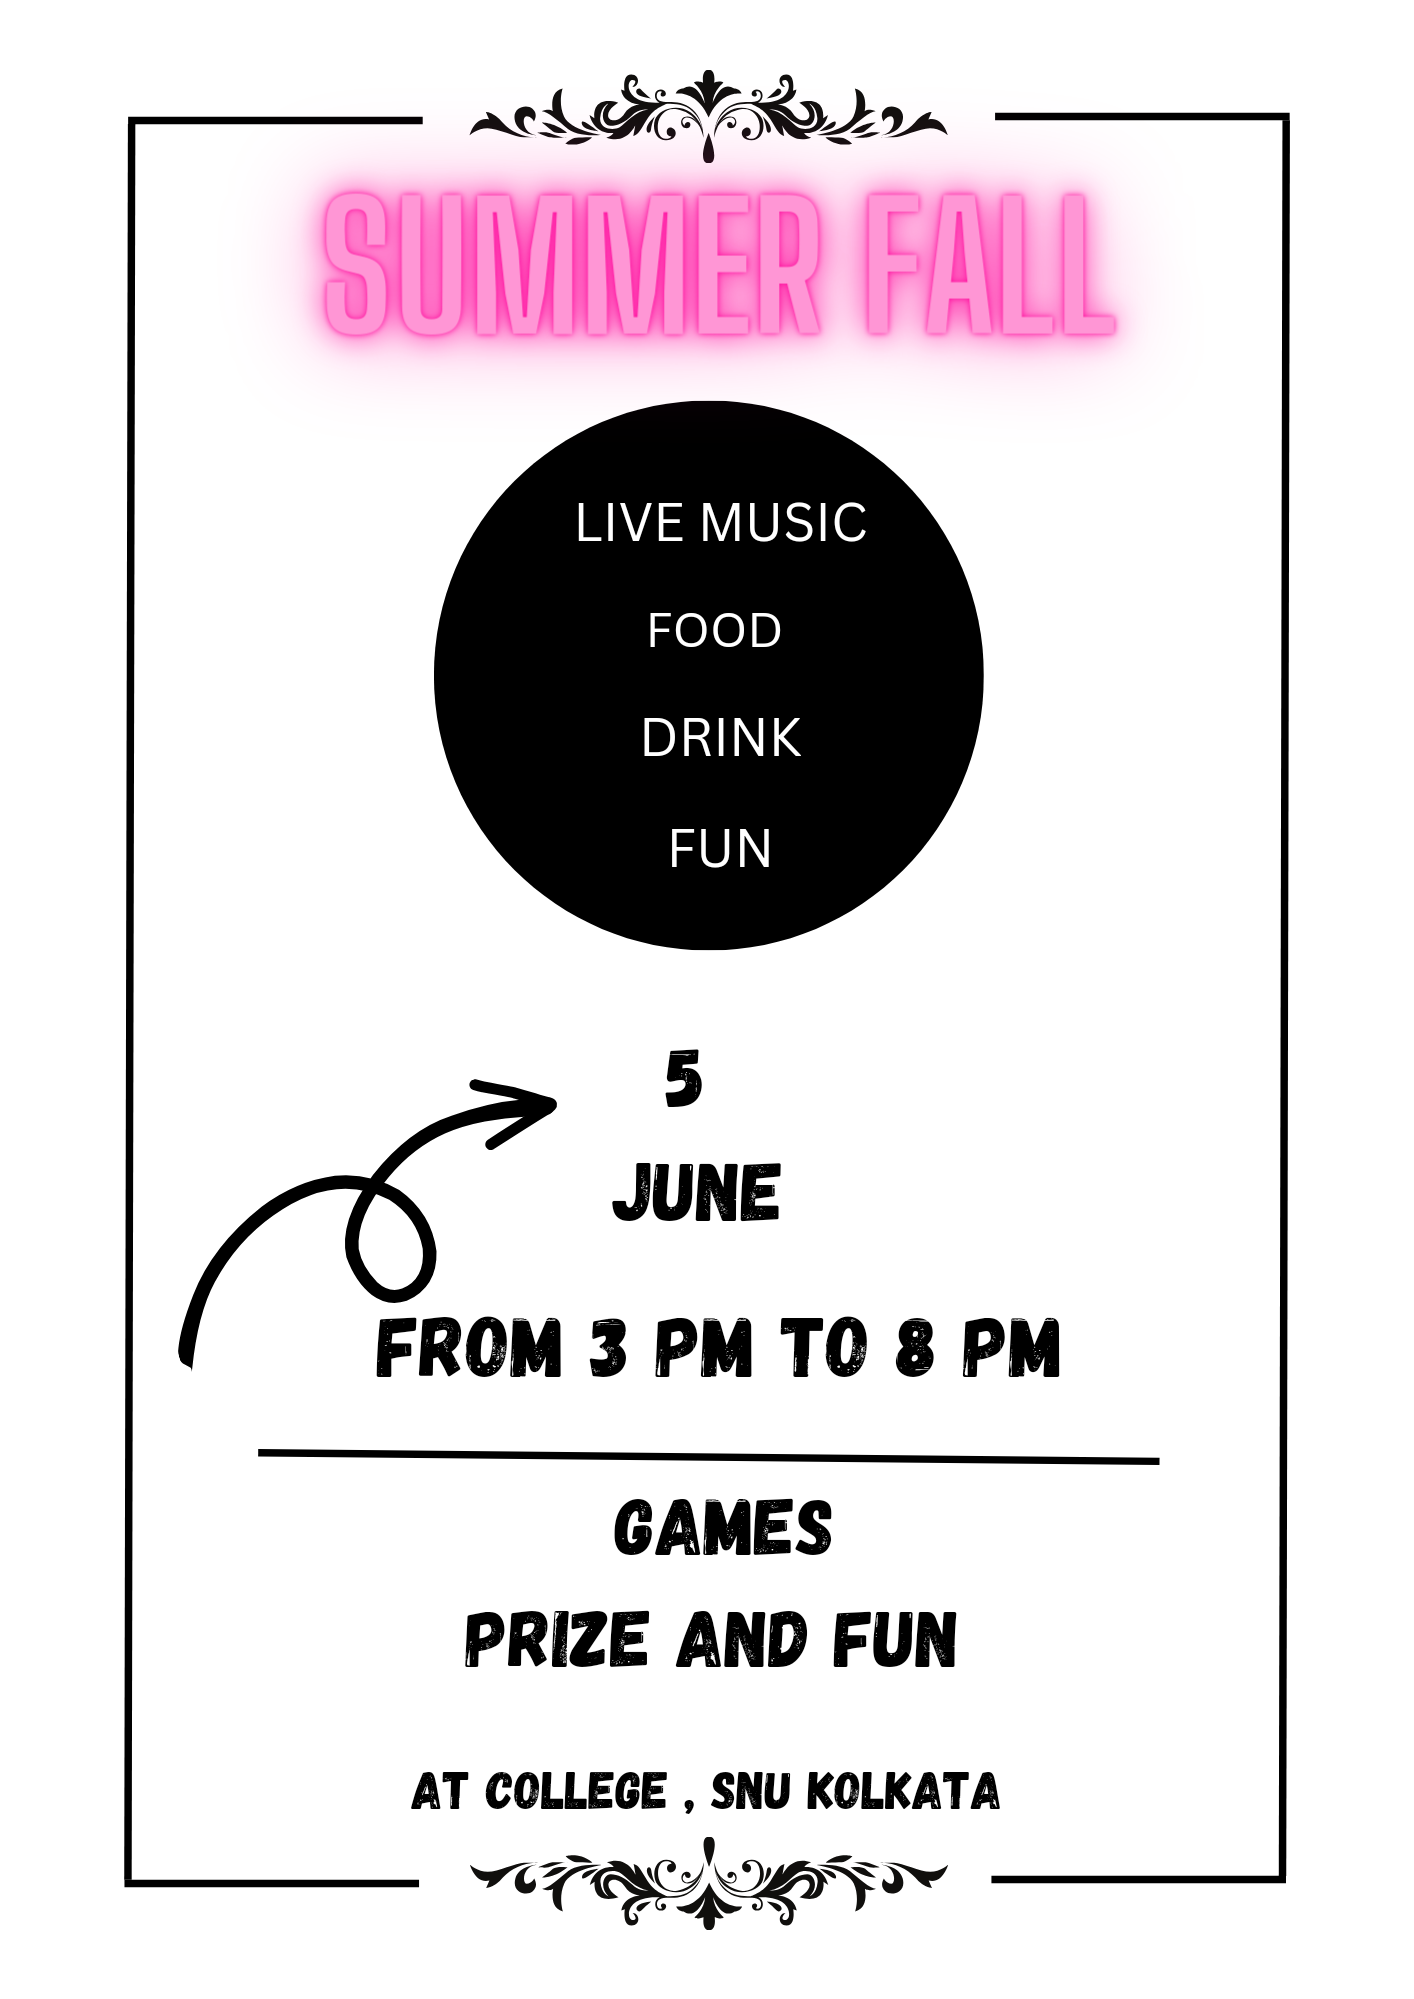 SUMMER FALL
LIVE MUSIC
FOOD
DRINK
FUN
5
JUNE
FROM 3 PM TO 8 PM
GAMES
PRIZE AND FUN
AT COLLEGE , SNU KOLKATA